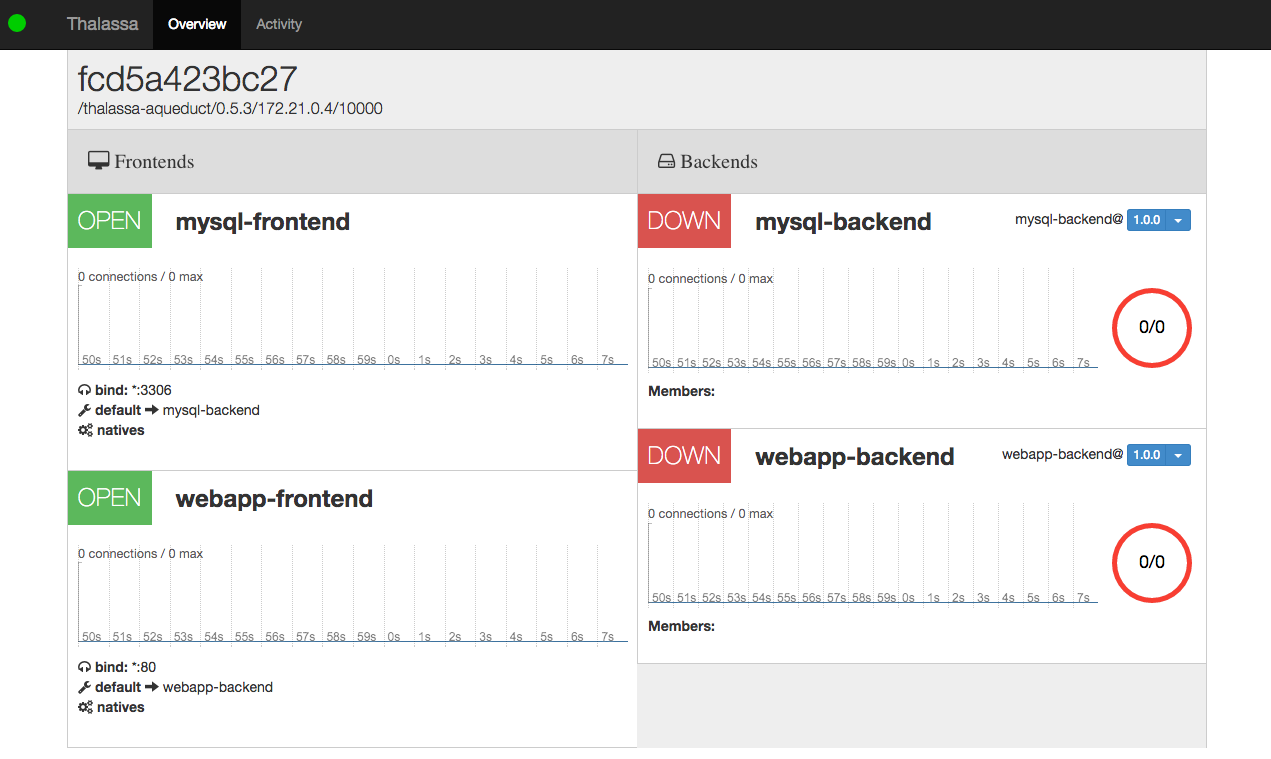 Thalassa Overview Activity
fcd5a423bc27
/thalassa-aqueduct/0.5.3/172.21.0.4/10000
Frontends
OPEN mysql-frontend
0 connections / 0 max
50s 51s 52s 53s 54s 55s 56s 57s 58s 59s 0s 1s 2s 3s 4s 5s 6s 7s
bind: *:3306
default mysql-backend
natives
OPEN webapp-frontend
0 connections / 0 max
50s 51s 52s 53s 54s 55s 56s 57s 58s 59s 0s 1s 2s 3s 4s 5s 6s 7s
bind: *:80
default webapp-backend
natives
Backends
DOWN mysql-backend mysql-backend@ 1.0.0
0 connections / 0 max
50s 51s 52s 53s 54s 55s 56s 57s 58s 59s 0s 1s 2s 3s 4s 5s 6s 7s
0/0
Members:
DOWN webapp-backend webapp-backend@ 1.0.0
0 connections / 0 max
50s 51s 52s 53s 54s 55s 56s 57s 58s 59s 0s 1s 2s 3s 4s 5s 6s 7s
0/0
Members: